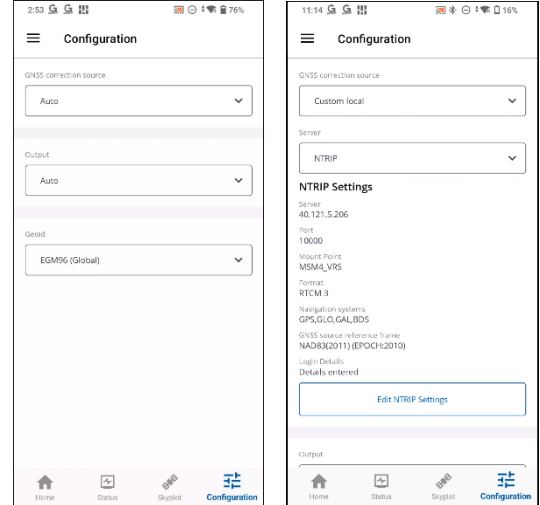 2:53 G G 76%
Configuration
GNSS correction source
Auto
Output
Auto
Geoid
EGM96 (Global)
Home Status Skyplot Configuration
11:14 G G 16%
Configuration
GNSS correction source
Custom local
Server
NTRIP
NTRIP Settings
Server
40.121.5.206
Port
10000
Mount Point
MSM4_VRS
Format
RTCM 3
Navigation systems
GPS,GLO,GAL,BDS
GNSS source reference frame
NAD83(2011) (EPOCH:2010)
Login Details
Details entered
Edit NTRIP Settings
Output
Home Status Skyplot Configuration